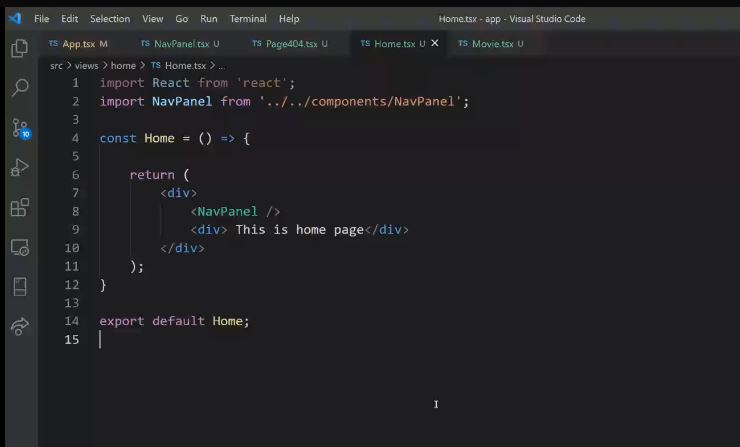 File Edit Selection View Go Run Terminal Help Home.tsx - app - Visual Studio Code
TS App.tsx M TS NavPanel.tsx U TS Page404.tsx U TS Home.tsx U × TS Movie.tsx U
src > views > home > TS Home.tsx > ...
1 import React from 'react';
2 import NavPanel from '../../components/NavPanel';
3
4 const Home = () => {
5
6 return (
7 <div>
8 <NavPanel />
9 <div> This is home page</div>
10 </div>
11 );
12 }
13
14 export default Home;
15
10